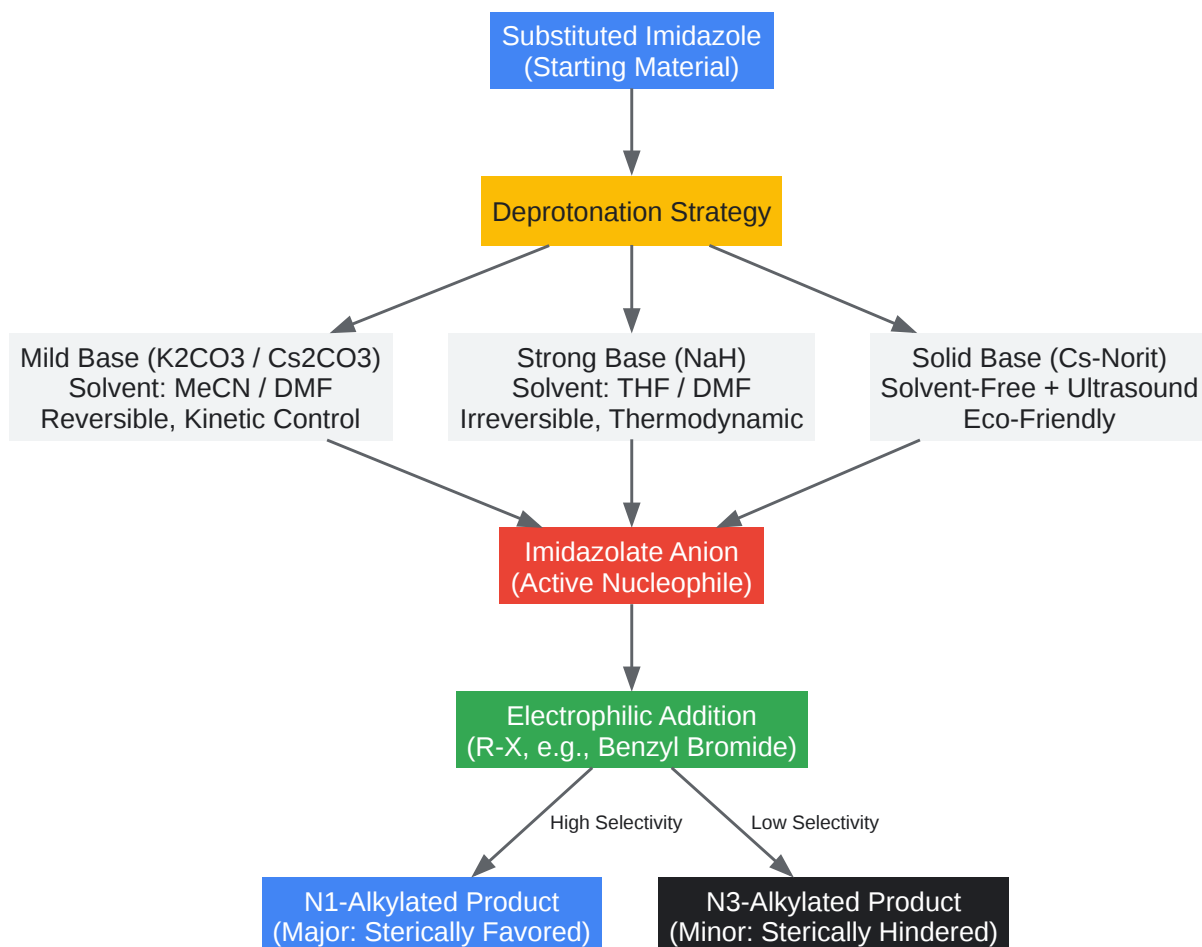 Substituted Imidazole
(Starting Material)
Deprotonation Strategy
Mild Base (K2CO3 / Cs2CO3)
Solvent: MeCN / DMF
Reversible, Kinetic Control
Strong Base (NaH)
Solvent: THF / DMF
Irreversible, Thermodynamic
Solid Base (Cs-Norit)
Solvent-Free + Ultrasound
Eco-Friendly
Imidazolate Anion
(Active Nucleophile)
Electrophilic Addition
(R-X, e.g., Benzyl Bromide)
High Selectivity
Low Selectivity
N1-Alkylated Product
(Major: Sterically Favored)
N3-Alkylated Product
(Minor: Sterically Hindered)